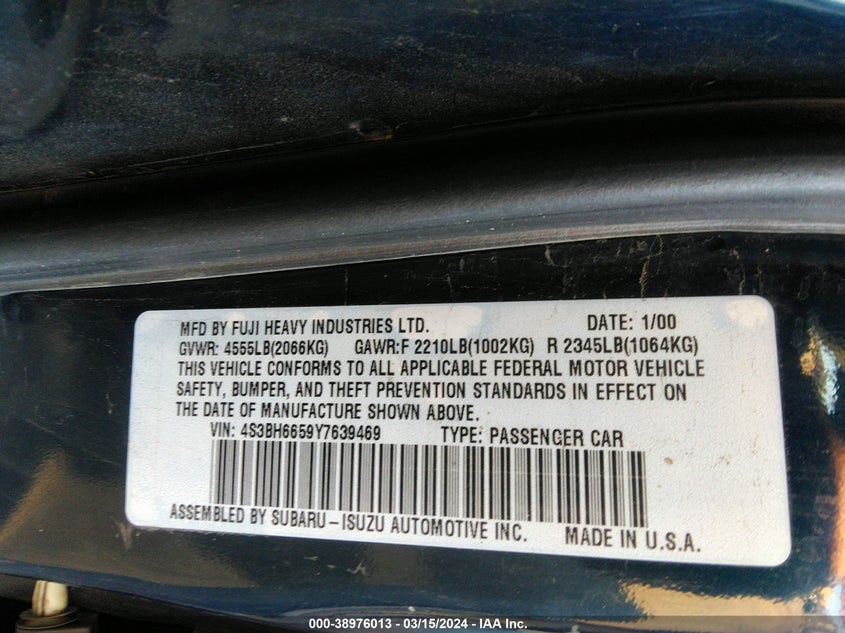 MFD BY FUJI HEAVY INDUSTRIES LTD. DATE: 1/00
GVWR: 4555LB(2066KG) GAWR:F 2210LB(1002KG) R 2345LB(1064KG)
THIS VEHICLE CONFORMS TO ALL APPLICABLE FEDERAL MOTOR VEHICLE
SAFETY, BUMPER, AND THEFT PREVENTION STANDARDS IN EFFECT ON
THE DATE OF MANUFACTURE SHOWN ABOVE.
VIN: 4S3BH6659Y7639469 TYPE: PASSENGER CAR
ASSEMBLED BY SUBARU-ISUZU AUTOMOTIVE INC. MADE IN U.S.A.
000-38976013 - 03/15/2024 - IAA Inc.